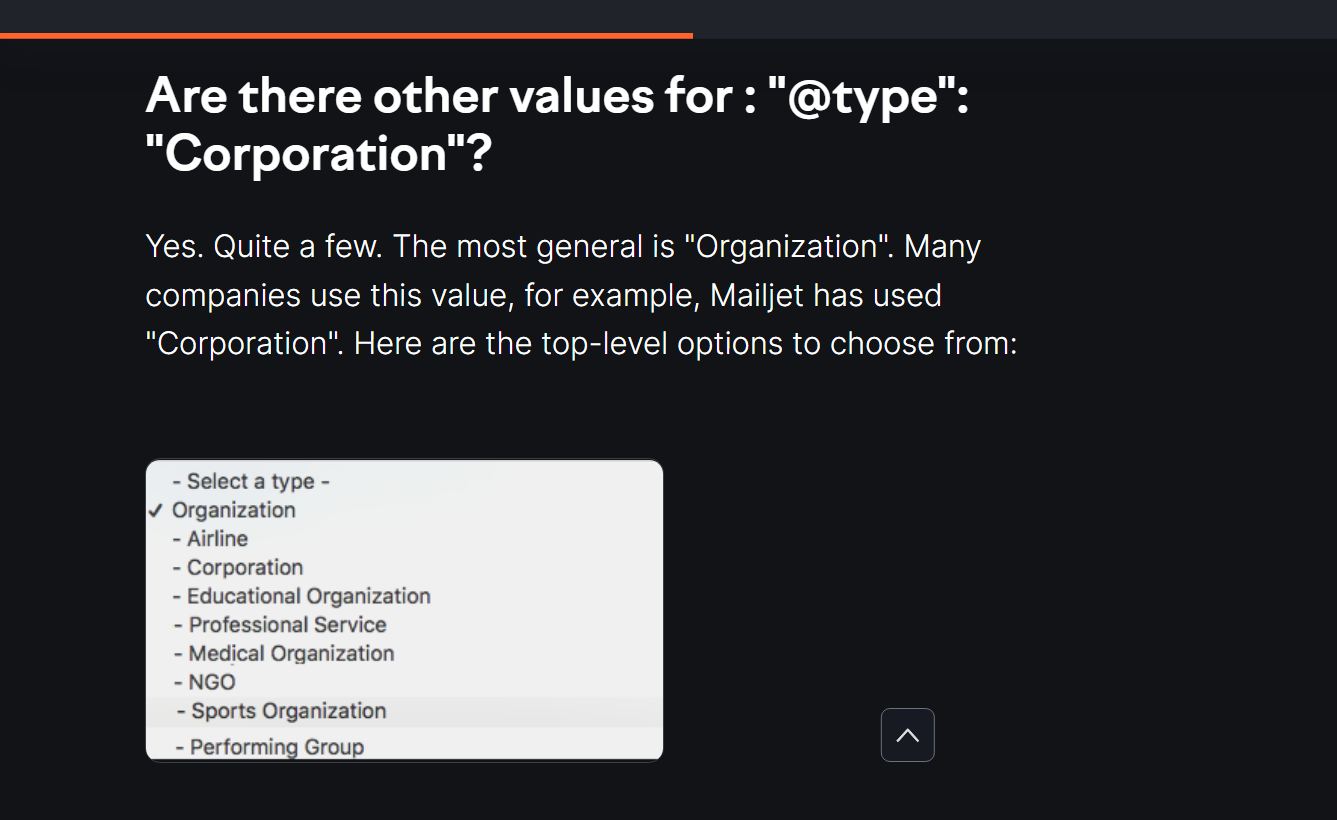 Are there other values for : "@type":
"Corporation"?
Yes. Quite a few. The most general is "Organization". Many
companies use this value, for example, Mailjet has used
"Corporation". Here are the top-level options to choose from:
- Select a type -
✓ Organization
- Airline
- Corporation
- Educational Organization
- Professional Service
- Medical Organization
- NGO
- Sports Organization
- Performing Group